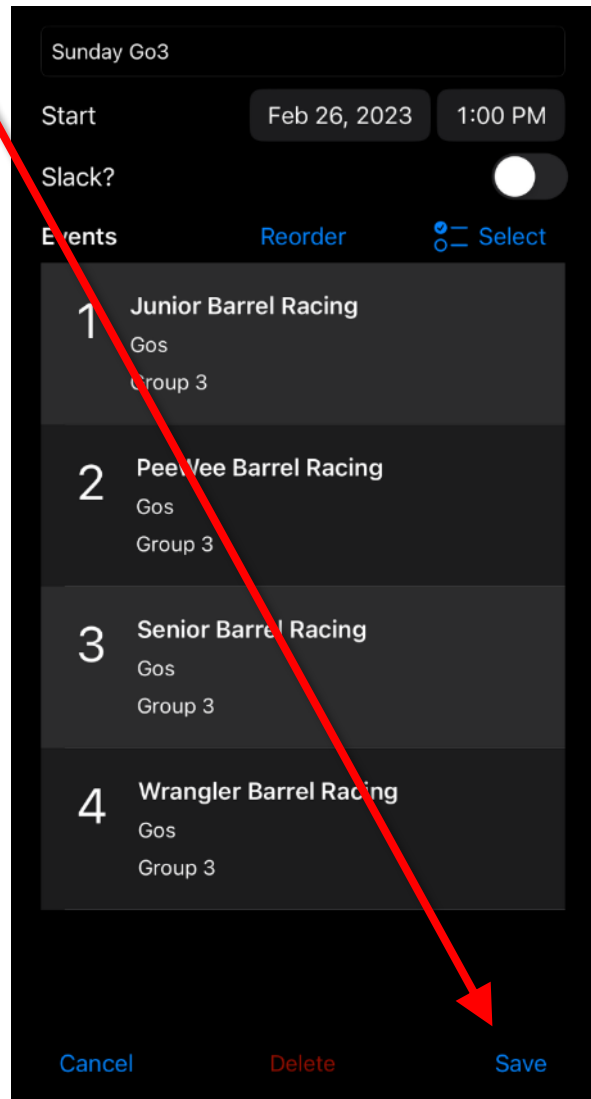 Sunday Go3
Start Feb 26, 2023 1:00 PM
Slack?
Events Reorder Select
1 Junior Barrel Racing
Gos
Group 3
2 PeeWee Barrel Racing
Gos
Group 3
3 Senior Barrel Racing
Gos
Group 3
4 Wrangler Barrel Racing
Gos
Group 3
Cancel Delete Save